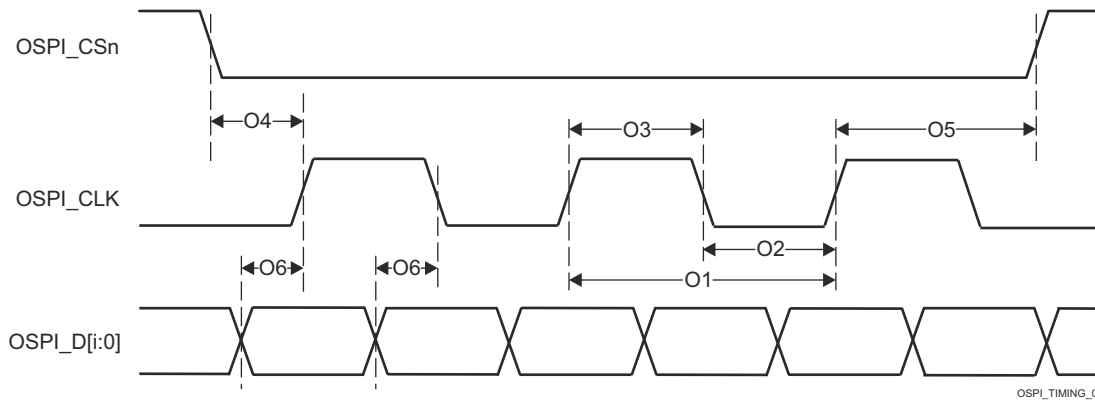 OSPI_CSn
O4
O3
O5
OSPI_CLK
O6
O6
O2
O1
OSPI_D[i:0]